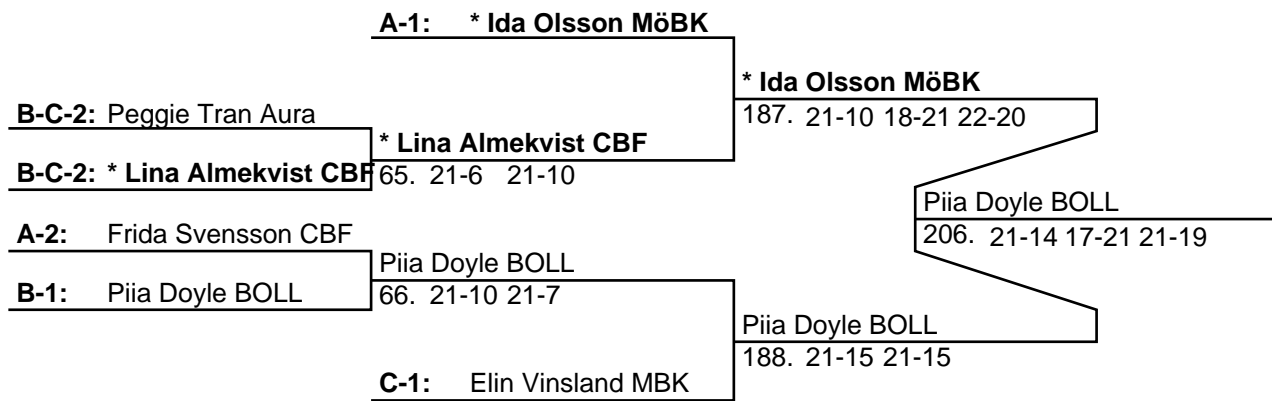 A-1: * Ida Olsson MöBK
* Ida Olsson MöBK
187. 21-10 18-21 22-20
B-C-2: Peggie Tran Aura
* Lina Almekvist CBF
B-C-2: * Lina Almekvist CBF
65. 21-6 21-10
Piia Doyle BOLL
206. 21-14 17-21 21-19
A-2: Frida Svensson CBF
Piia Doyle BOLL
B-1: Piia Doyle BOLL
66. 21-10 21-7
Piia Doyle BOLL
188. 21-15 21-15
C-1: Elin Vinsland MBK